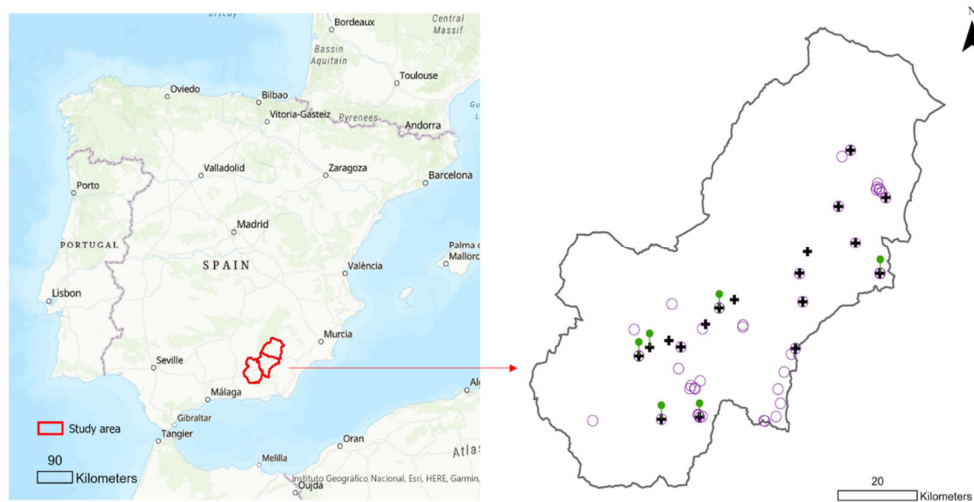 Bordeaux
Central
Massif
Bassin
Aquitain
Toulouse
Oviedo
Bilbao
Vitoria-Gasteiz
Pyrenees
Andorra
Valladolid
Zaragoza
Barcelona
Porto
Madrid
PORTUGAL
SPAIN
Palma de
Mallorca
València
Lisbon
Murcia
Seville
Málaga
Gibraltar
Tangier
Oran
Melilla
Oujda
Study area
90
Kilometers
Instituto Geográfico Nacional, Esri, HERE, Garmin,
N
20
Kilometers